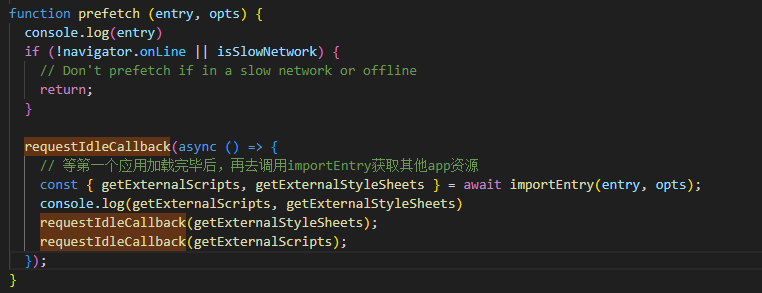 function prefetch (entry, opts) {
console.log(entry)
if (!navigator.onLine || isSlowNetwork) {
// Don't prefetch if in a slow network or offline
return;
}
requestIdleCallback(async () => {
// 等第一个应用加载完毕后，再去调用importEntry获取其他app资源
const { getExternalScripts, getExternalStyleSheets } = await importEntry(entry, opts);
console.log(getExternalScripts, getExternalStyleSheets)
requestIdleCallback(getExternalStyleSheets);
requestIdleCallback(getExternalScripts);
});
}